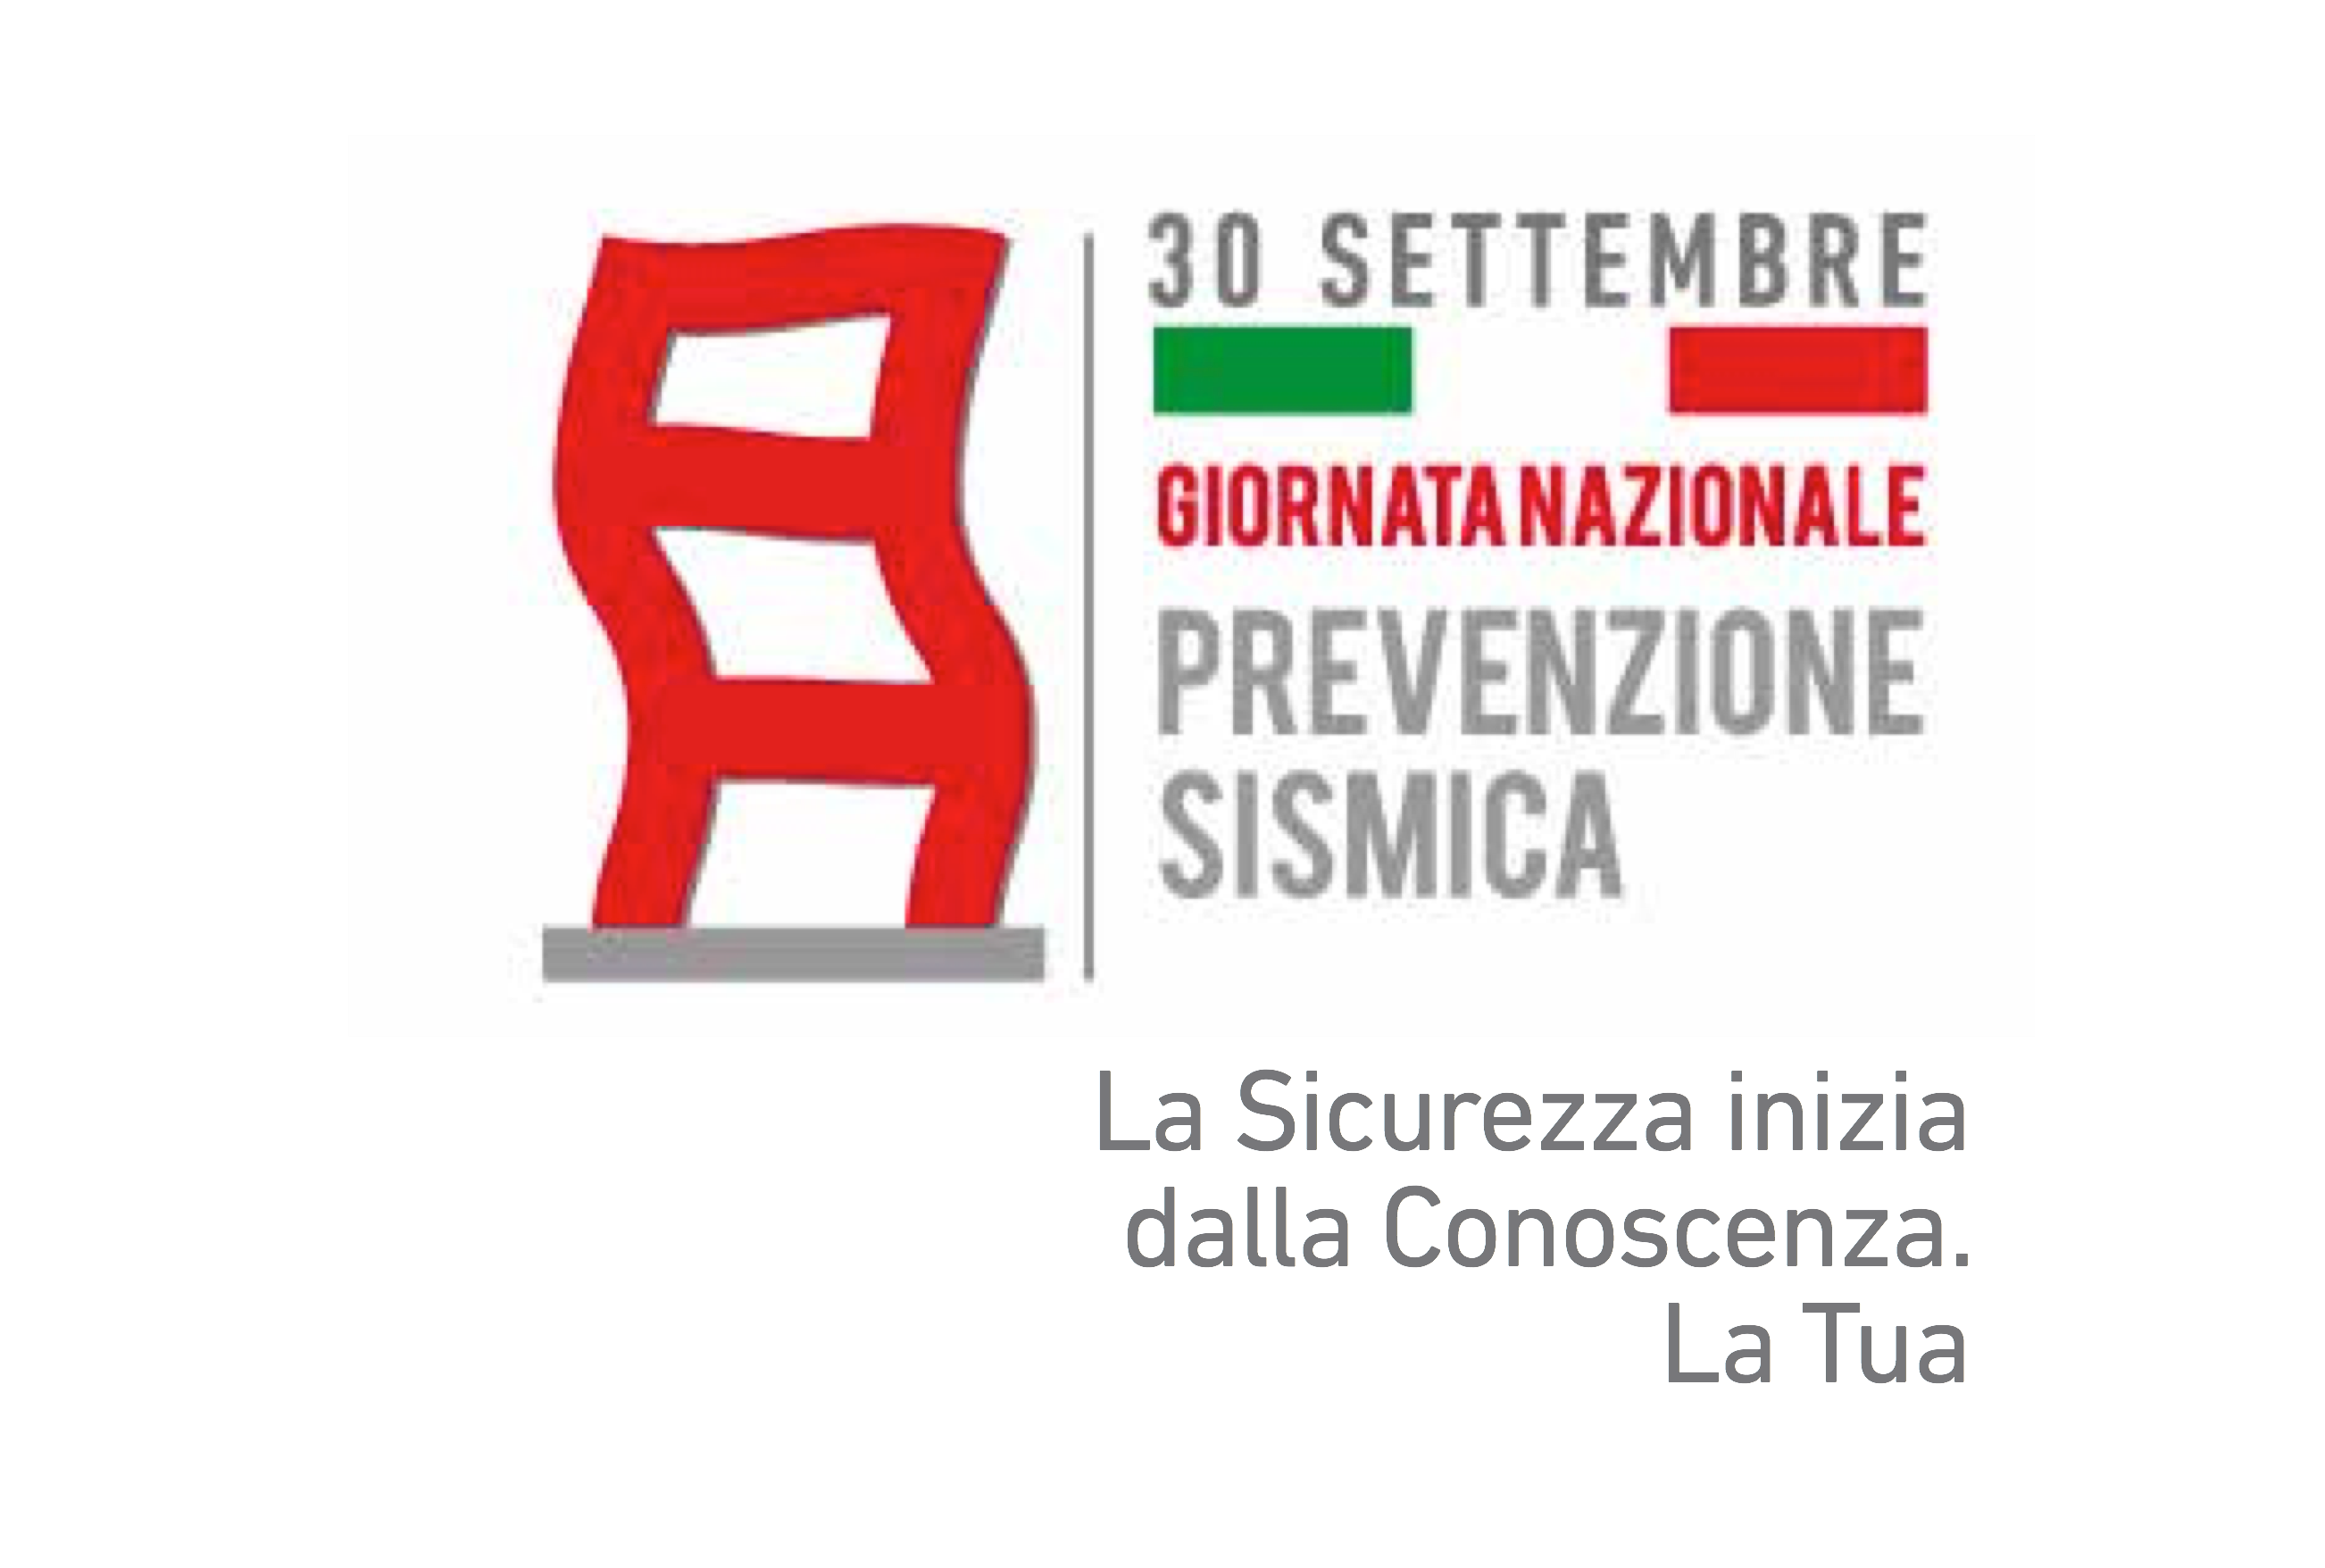 30 SETTEMBRE
GIORNATA NAZIONALE
PREVENZIONE
SISMICA
La Sicurezza inizia
dalla Conoscenza.
La Tua